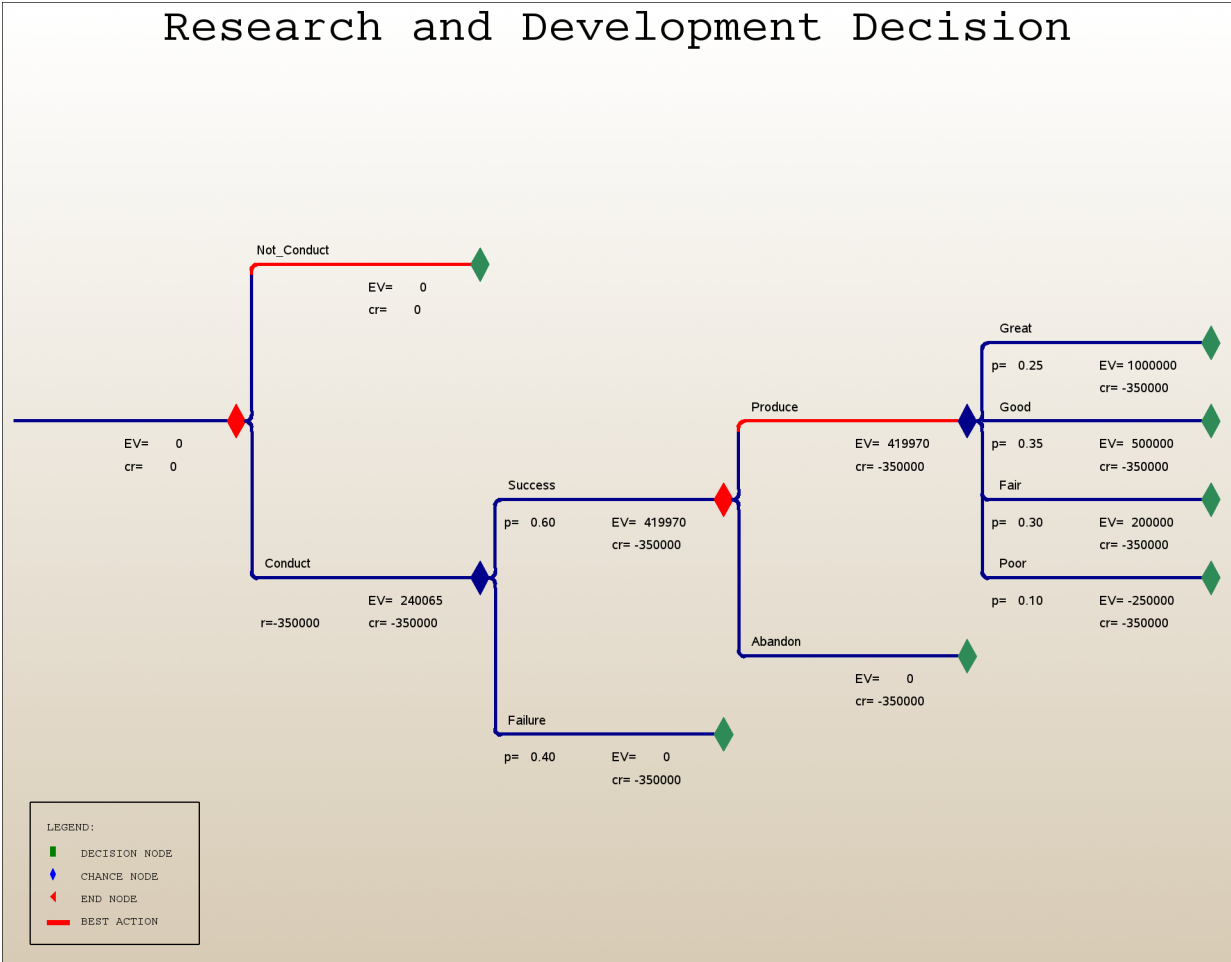 Research and Development Decision
Not_Conduct
EV= 0
cr= 0
EV= 0
cr= 0
Conduct
EV= 240065
r=-350000 cr= -350000
Success
p= 0.60 EV= 419970
cr= -350000
Failure
p= 0.40 EV= 0
cr= -350000
Produce
EV= 419970
cr= -350000
Abandon
EV= 0
cr= -350000
Great
p= 0.25 EV= 1000000
cr= -350000
Good
p= 0.35 EV= 500000
cr= -350000
Fair
p= 0.30 EV= 200000
cr= -350000
Poor
p= 0.10 EV= -250000
cr= -350000
LEGEND:
DECISION NODE
CHANCE NODE
END NODE
BEST ACTION